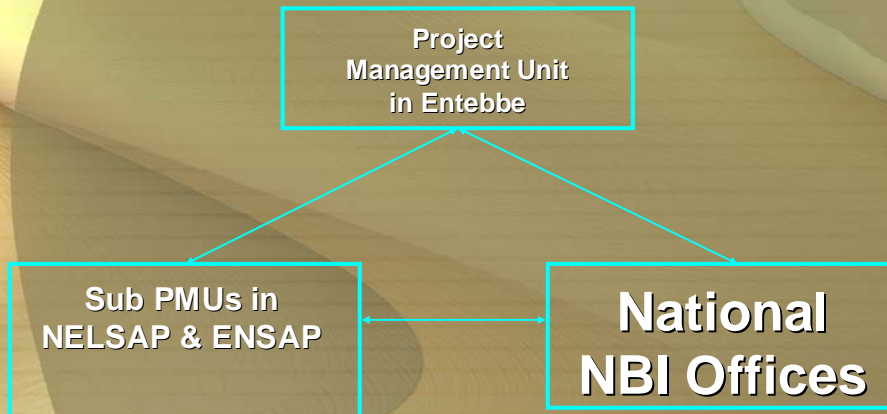 Project
Management Unit
in Entebbe
Sub PMUs in
NELSAP & ENSAP
National
NBI Offices